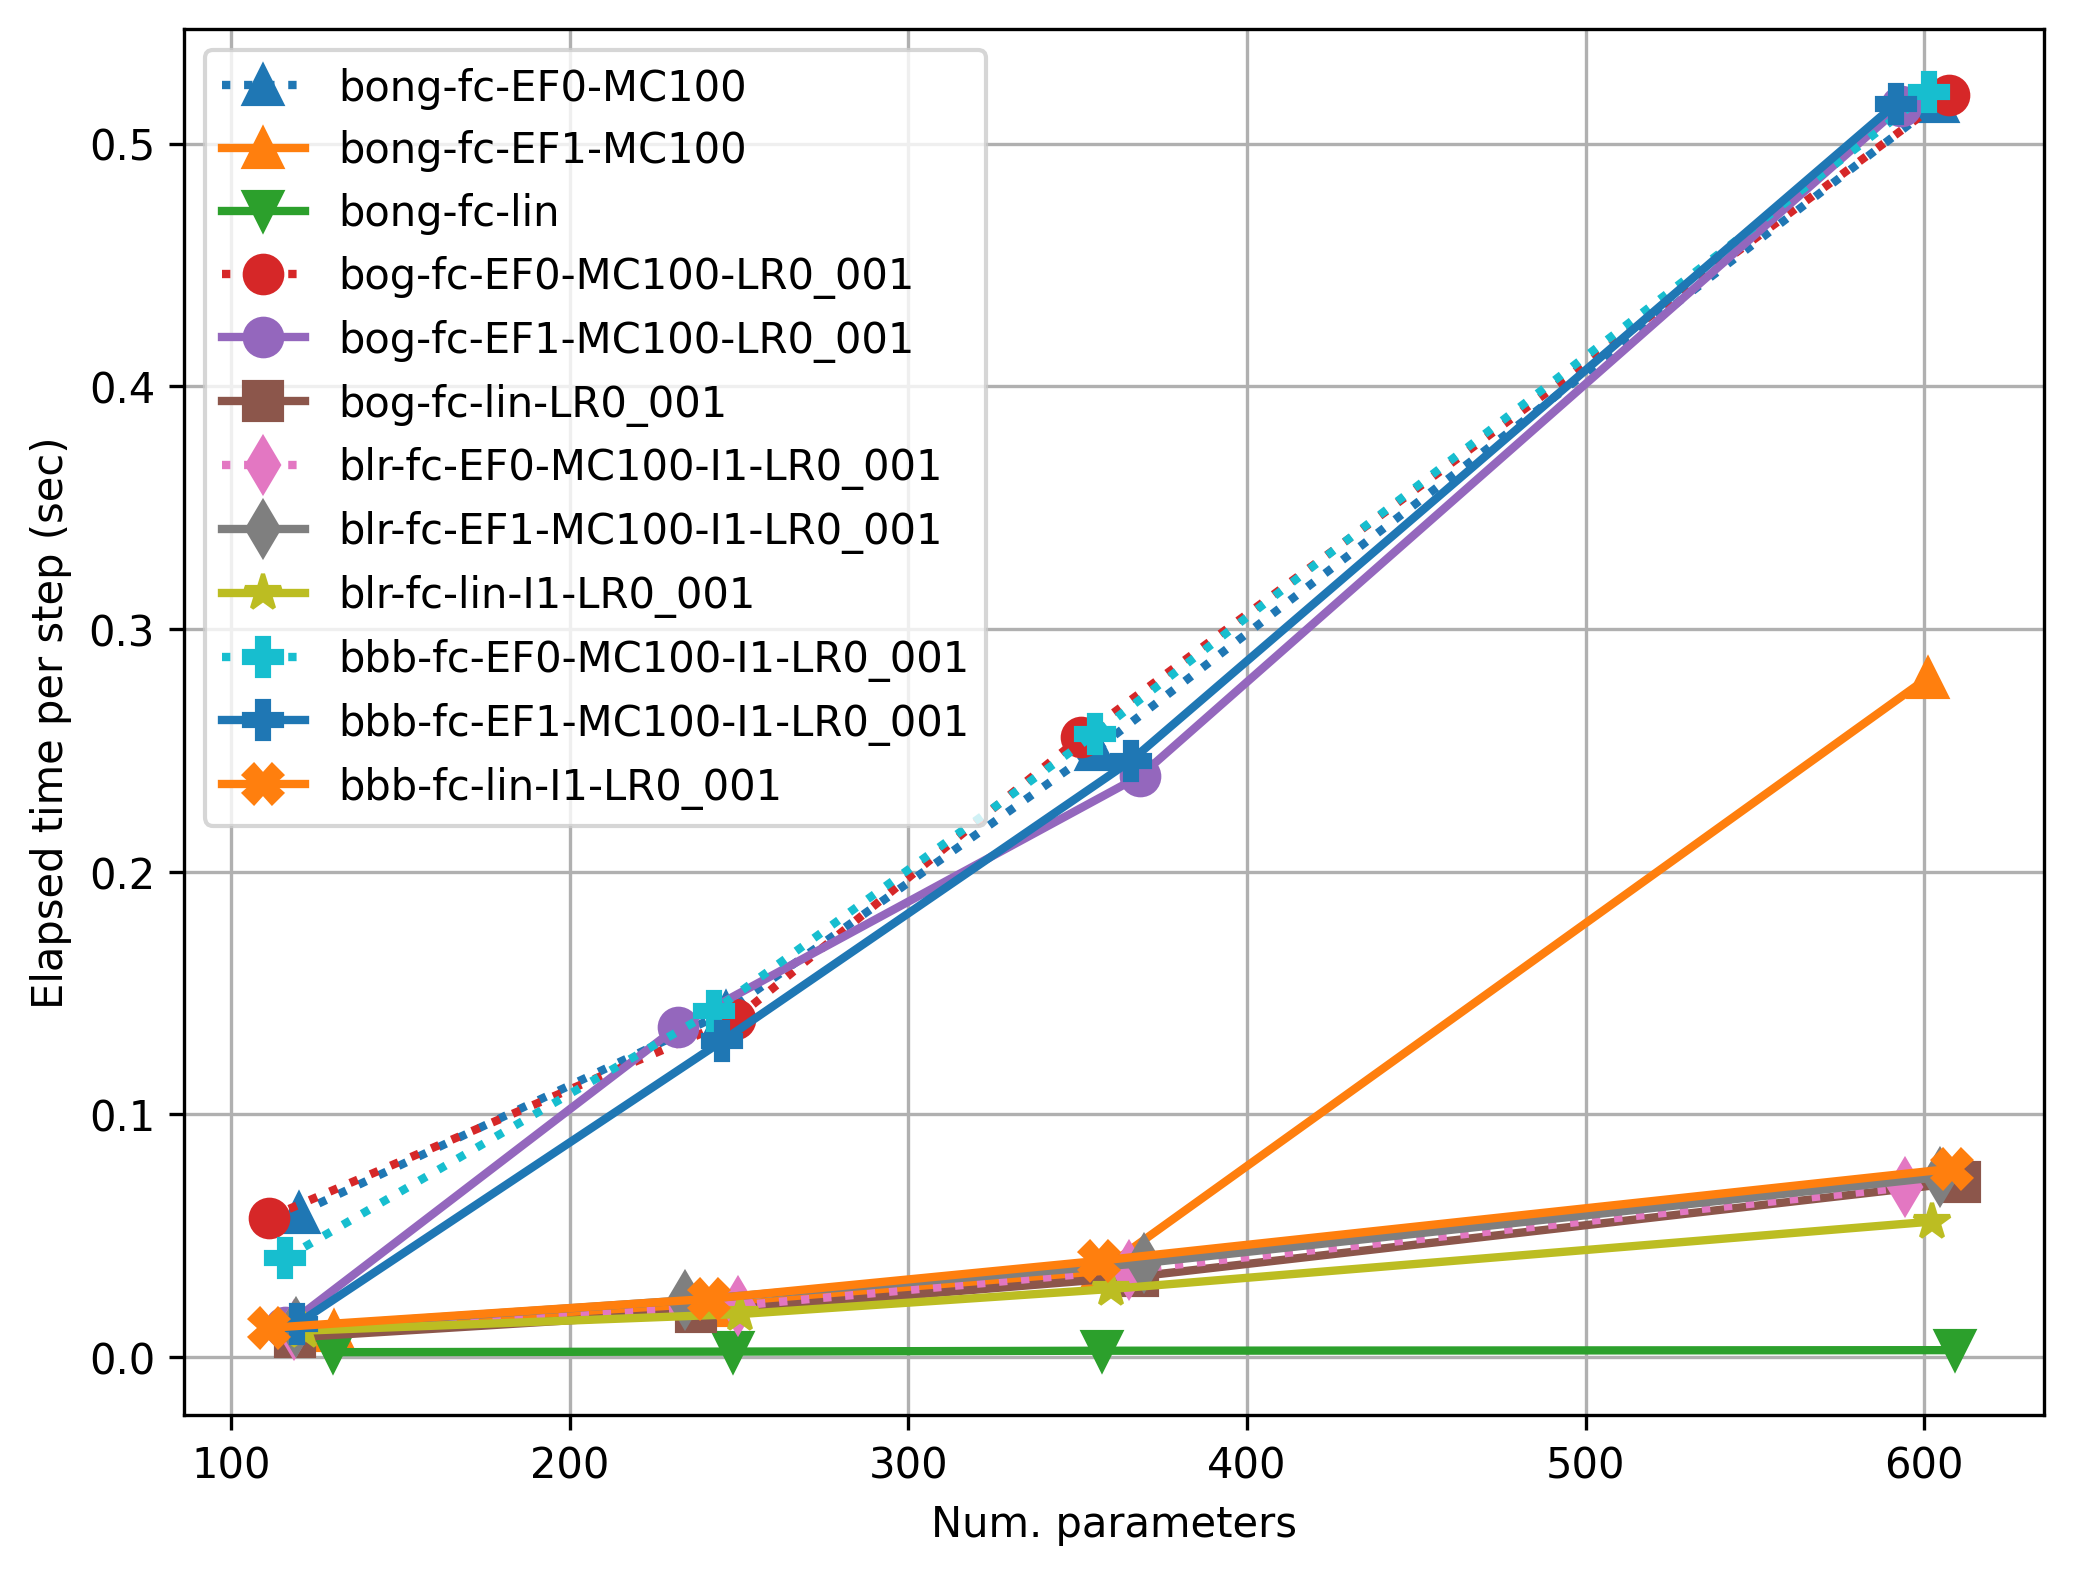 bong-fc-EF0-MC100
bong-fc-EF1-MC100
bong-fc-lin
bog-fc-EF0-MC100-LR0_001
bog-fc-EF1-MC100-LR0_001
bog-fc-lin-LR0_001
blr-fc-EF0-MC100-I1-LR0_001
blr-fc-EF1-MC100-I1-LR0_001
blr-fc-lin-I1-LR0_001
bbb-fc-EF0-MC100-I1-LR0_001
bbb-fc-EF1-MC100-I1-LR0_001
bbb-fc-lin-I1-LR0_001
Elapsed time per step (sec)
0.5
0.4
0.3
0.2
0.1
0.0
100 200 300 400 500 600
Num. parameters